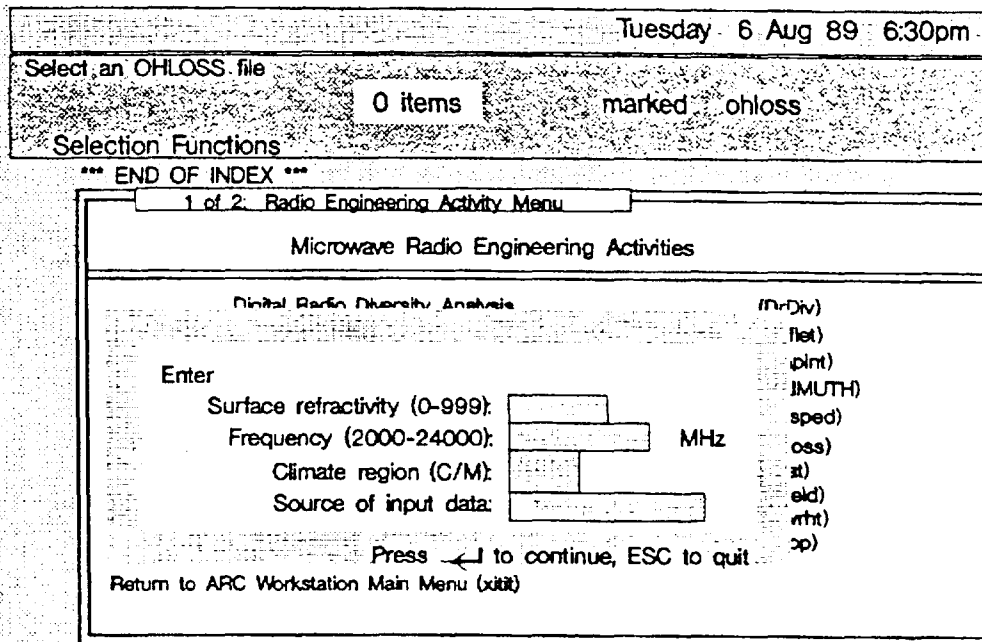 Tuesday 6 Aug 89 6:30pm
Select an OHLOSS file
0 items marked ohloss
Selection Functions
*** END OF INDEX ***
1 of 2: Radio Engineering Activity Menu
Microwave Radio Engineering Activities
Digital Radio Diversity Analysis (DrDiv)
flet)
pint)
IMUTH)
sped)
oss)
st)
eld)
rrht)
op)
Enter
Surface refractivity (0-999):
Frequency (2000-24000): MHz
Climate region (C/M):
Source of input data:
Press to continue, ESC to quit
Return to ARC Workstation Main Menu (xitit)